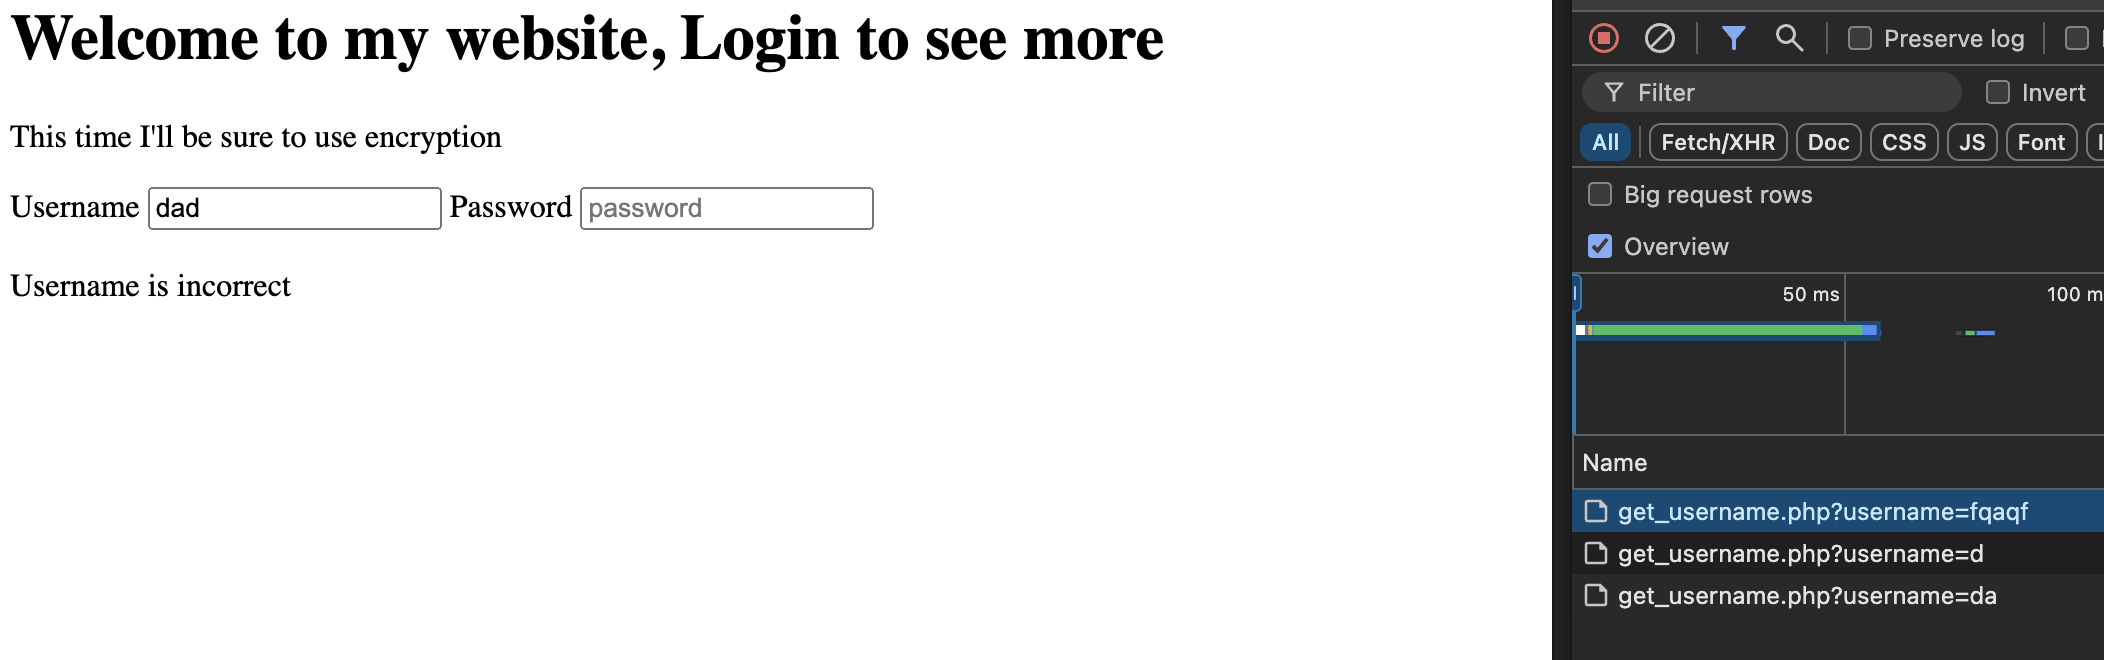 Welcome to my website, Login to see more
This time I'll be sure to use encryption
Username dad Password password
Username is incorrect
Preserve log
Filter
Invert
All Fetch/XHR Doc CSS JS Font
Big request rows
Overview
50 ms 100 m
Name
get_username.php?username=fqaqf
get_username.php?username=d
get_username.php?username=da